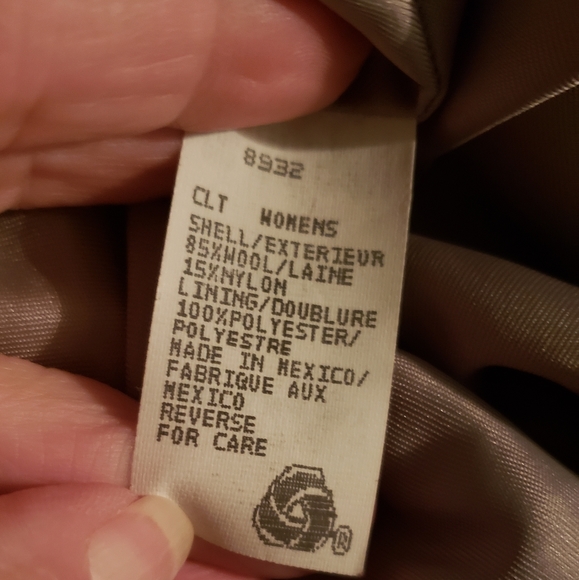 8932
CLT WOMENS
SHELL/EXTERIEUR
85%WOOL/LAINE
15%NYLON
LINING/DOUBLURE
100%POLYESTER/
POLYESTRE
MADE IN MEXICO/
FABRIQUE AUX
MEXICO
REVERSE
FOR CARE
®